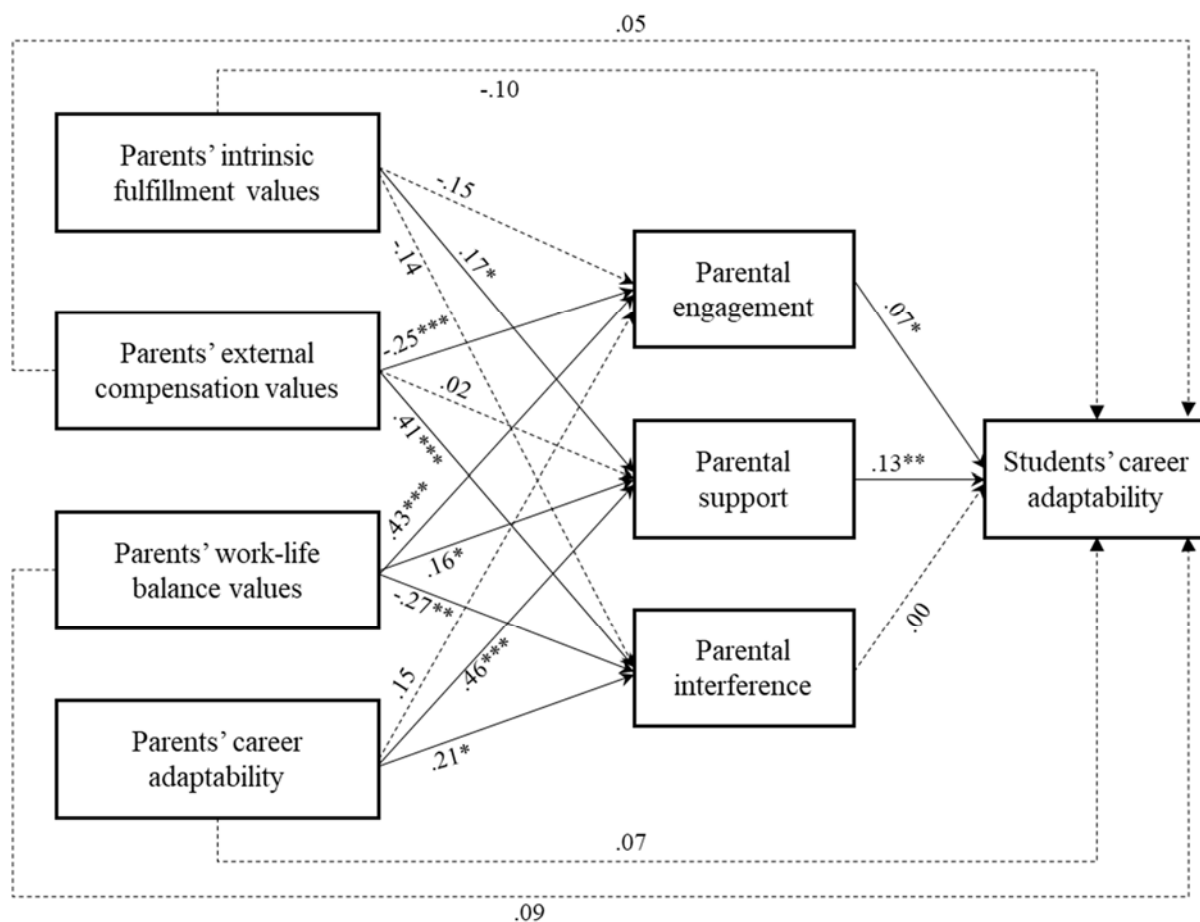 .05
-.10
Parents’ intrinsic
fulfillment values
-.15
.17*
-.14
Parental
engagement
.07*
Parents’ external
compensation values
-.25***
.02
.41***
Parental
support
.13**
Students’ career
adaptability
Parents’ work-life
balance values
.43***
.16*
-.27**
Parental
interference
.00
Parents’ career
adaptability
.15
.46***
.21*
.07
.09